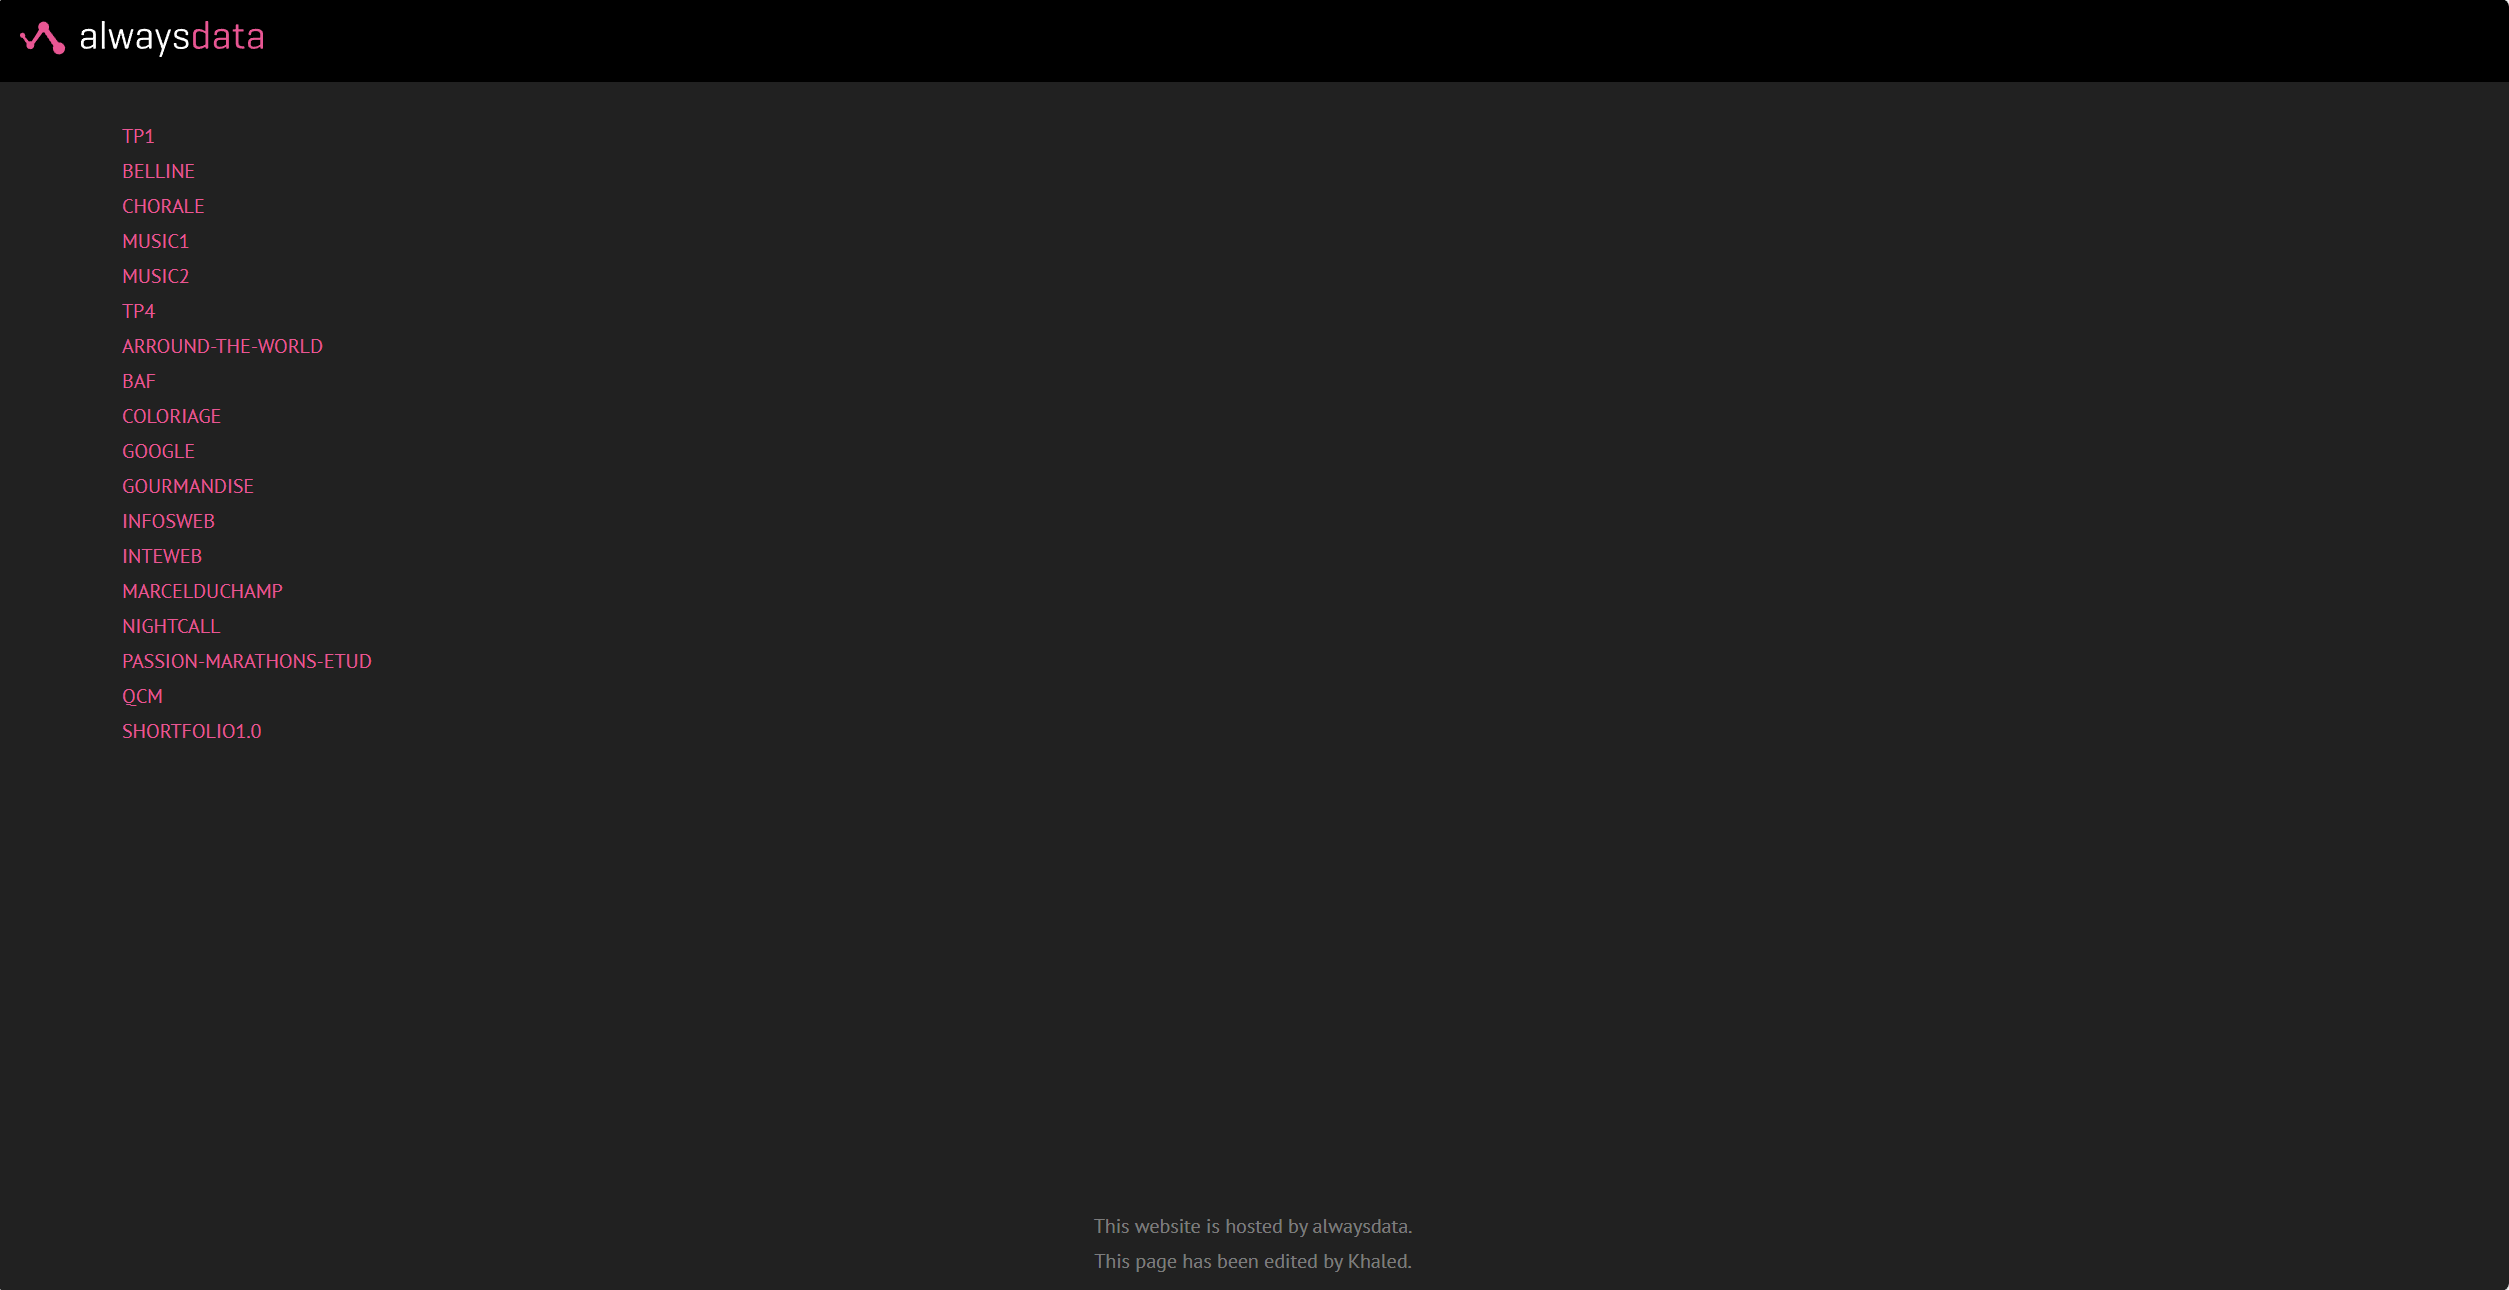 alwaysdata
TP1
BELLINE
CHORALE
MUSIC1
MUSIC2
TP4
ARROUND-THE-WORLD
BAF
COLORIAGE
GOOGLE
GOURMANDISE
INFOSWEB
INTEWEB
MARCELDUCHAMP
NIGHTCALL
PASSION-MARATHONS-ETUD
QCM
SHORTFOLIO1.0
This website is hosted by alwaysdata.
This page has been edited by Khaled.